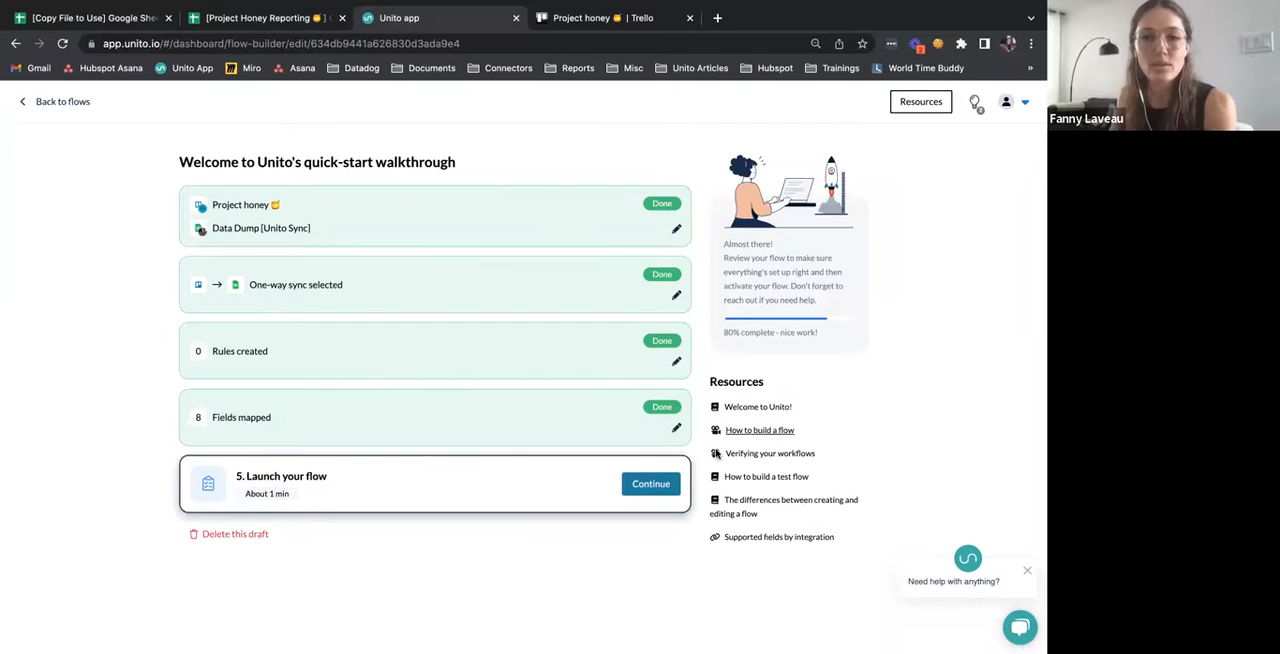 [Copy File to Use] Google She
[Project Honey Reporting 🍯]
Unito app
Project honey 🍯 | Trello
app.unito.io/#/dashboard/flow-builder/edit/634db9441a626830d3ada9e4
2
Gmail
Hubspot Asana
Unito App
Miro
Asana
Datadog
Documents
Connectors
Reports
Misc
Unito Articles
Hubspot
Trainings
World Time Buddy
»
Fanny Laveau
Back to flows
Resources
Welcome to Unito's quick-start walkthrough
Project honey 🍯
Done
Data Dump [Unito Sync]
One-way sync selected
Done
0 Rules created
Done
8 Fields mapped
Done
5. Launch your flow
About 1 min
Continue
Delete this draft
Almost there!
Review your flow to make sure
everything's set up right and then
activate your flow. Don't forget to
reach out if you need help.
80% complete - nice work!
Resources
Welcome to Unito!
How to build a flow
Verifying your workflows
How to build a test flow
The differences between creating and
editing a flow
Supported fields by integration
Need help with anything?